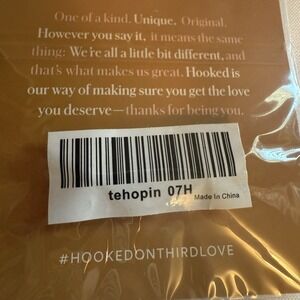 One of a kind. Unique. Original.
However you say it, it means the same
thing: We're all a little bit different, and
that's what makes us great. Hooked is
our way of making sure you get the love
you deserve—thanks for being you.
tehopin 07H
Made In China
#HOOKEDONTHIRDLOVE